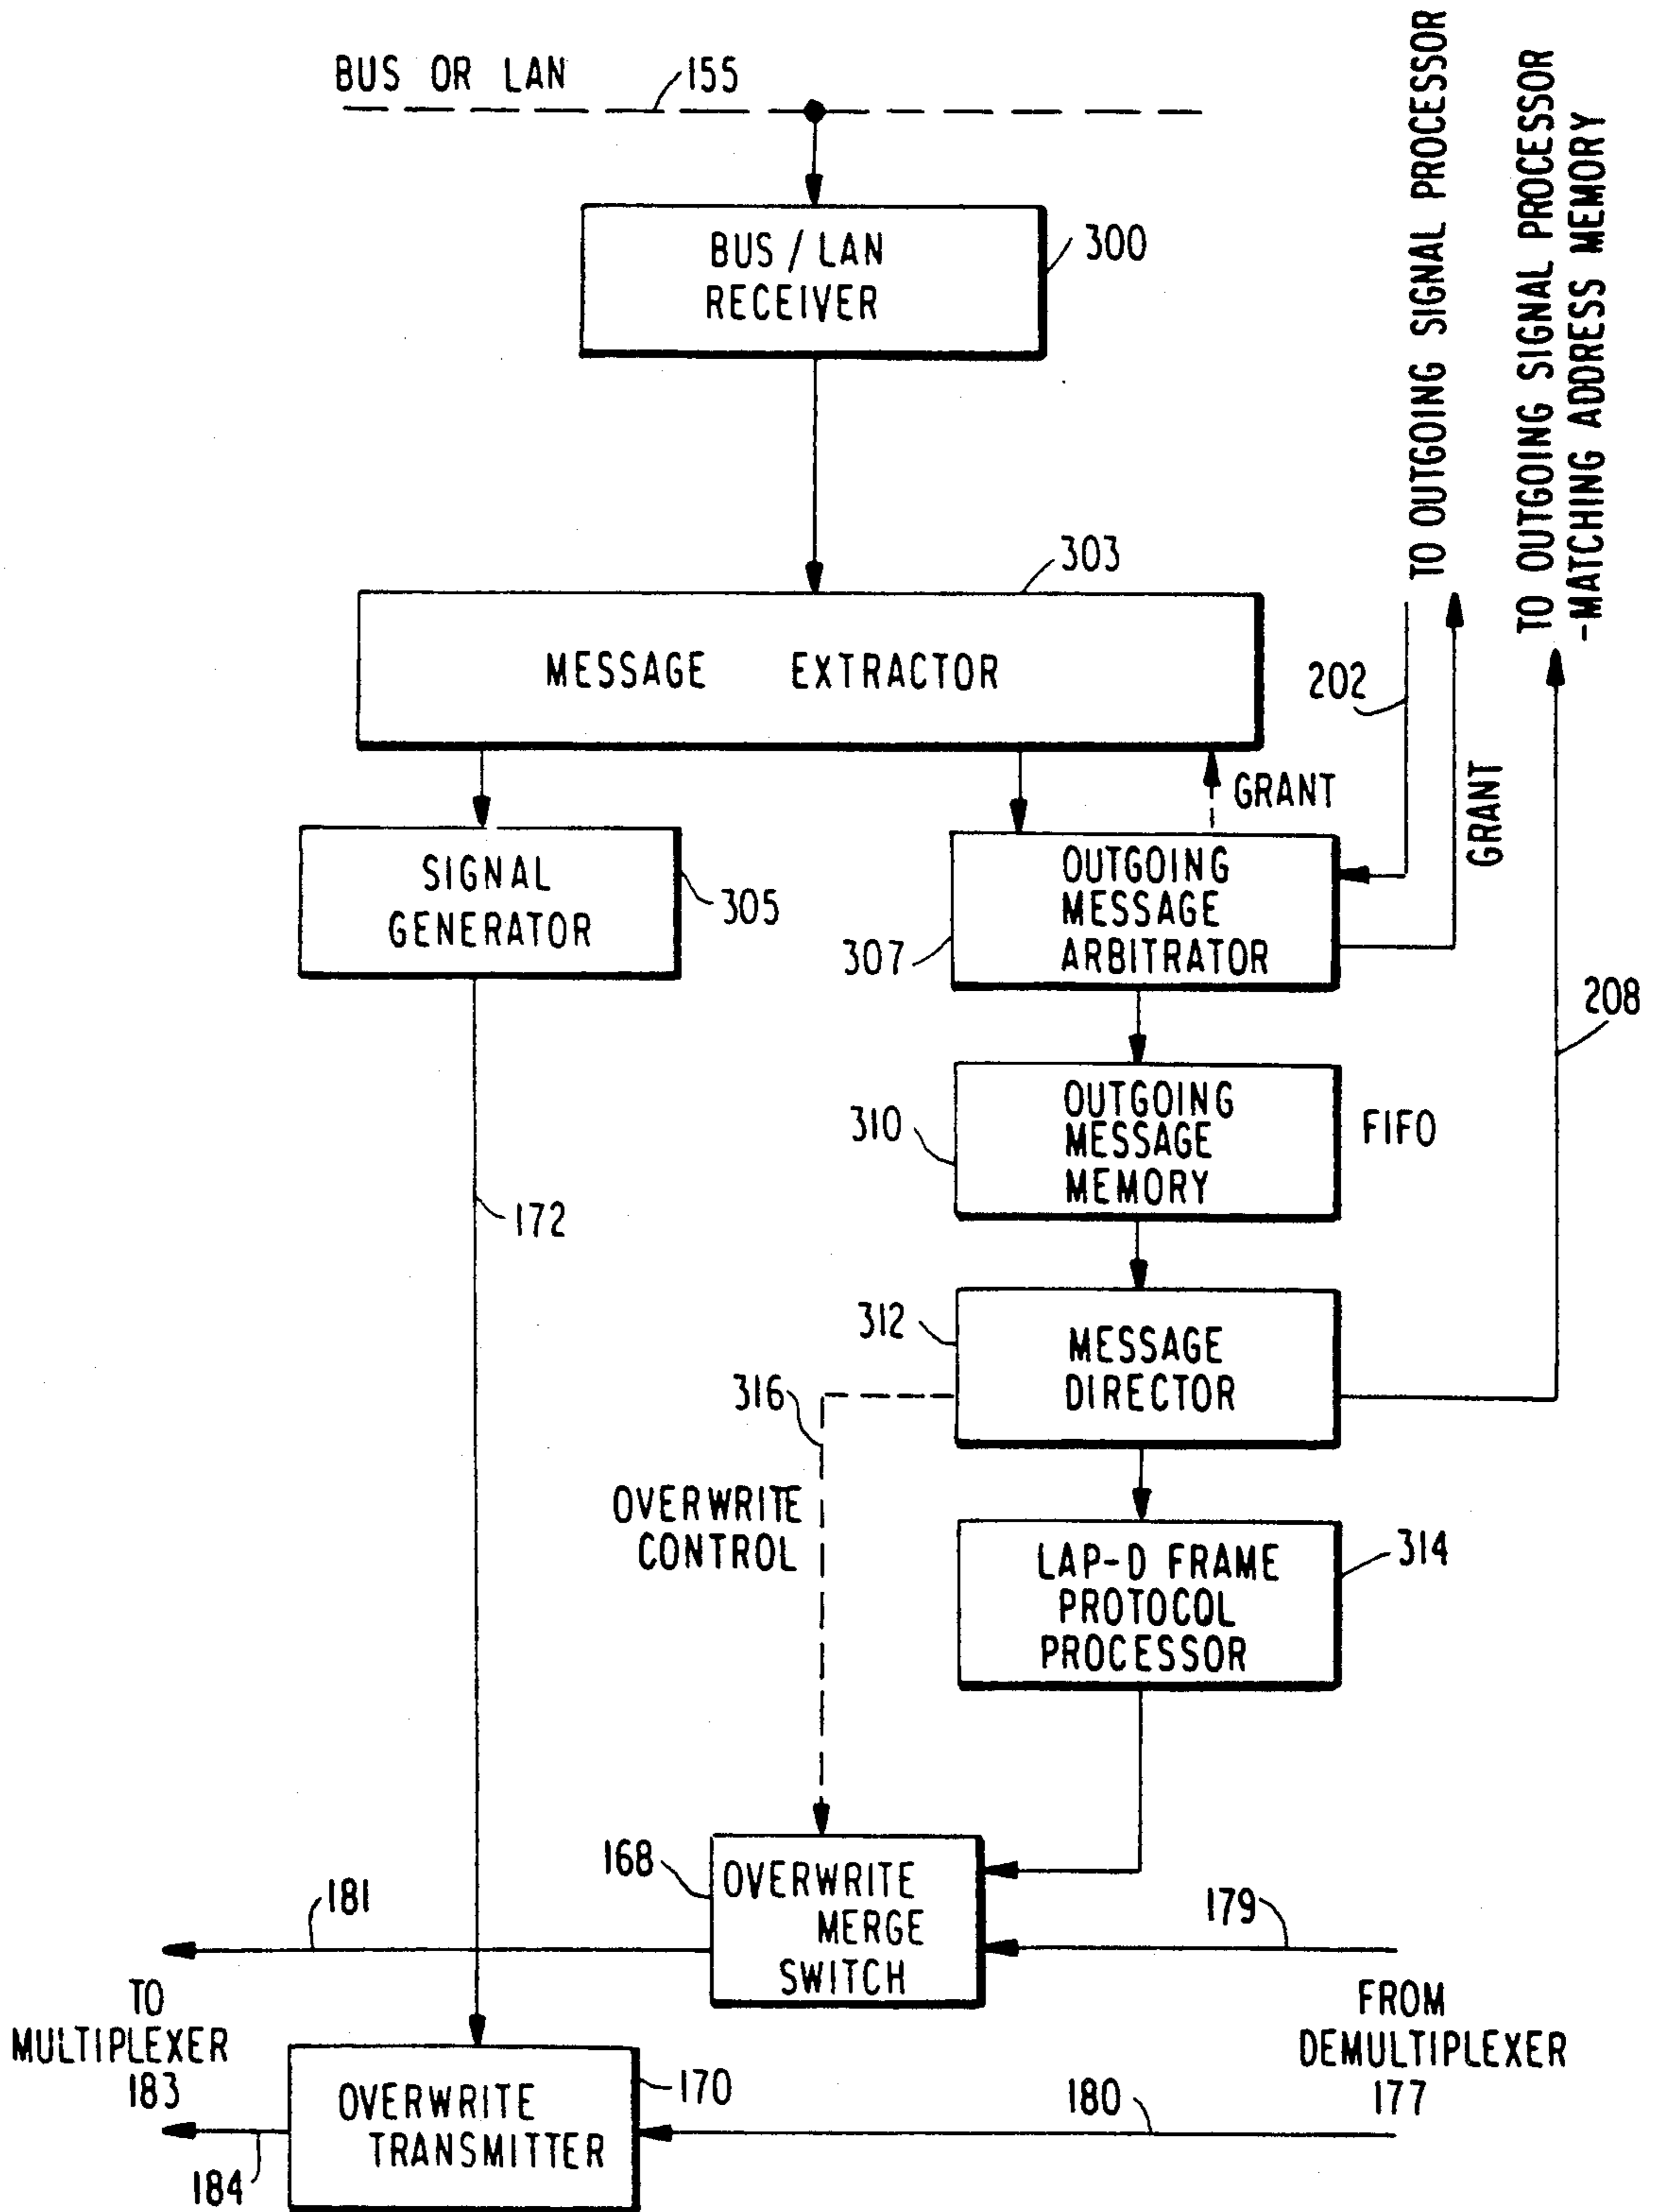 BUS OR LAN
155
BUS / LAN
RECEIVER
300
TO OUTGOING SIGNAL PROCESSOR
TO OUTGOING SIGNAL PROCESSOR
-MATCHING ADDRESS MEMORY
303
MESSAGE EXTRACTOR
202
GRANT
GRANT
SIGNAL
GENERATOR
305
OUTGOING
MESSAGE
ARBITRATOR
307
208
OUTGOING
MESSAGE
MEMORY
310
FIFO
172
312
MESSAGE
DIRECTOR
316
OVERWRITE
CONTROL
LAP-D FRAME
PROTOCOL
PROCESSOR
314
168
OVERWRITE
MERGE
SWITCH
181
179
TO
MULTIPLEXER
183
FROM
DEMULTIPLEXER
177
OVERWRITE
TRANSMITTER
170
180
184